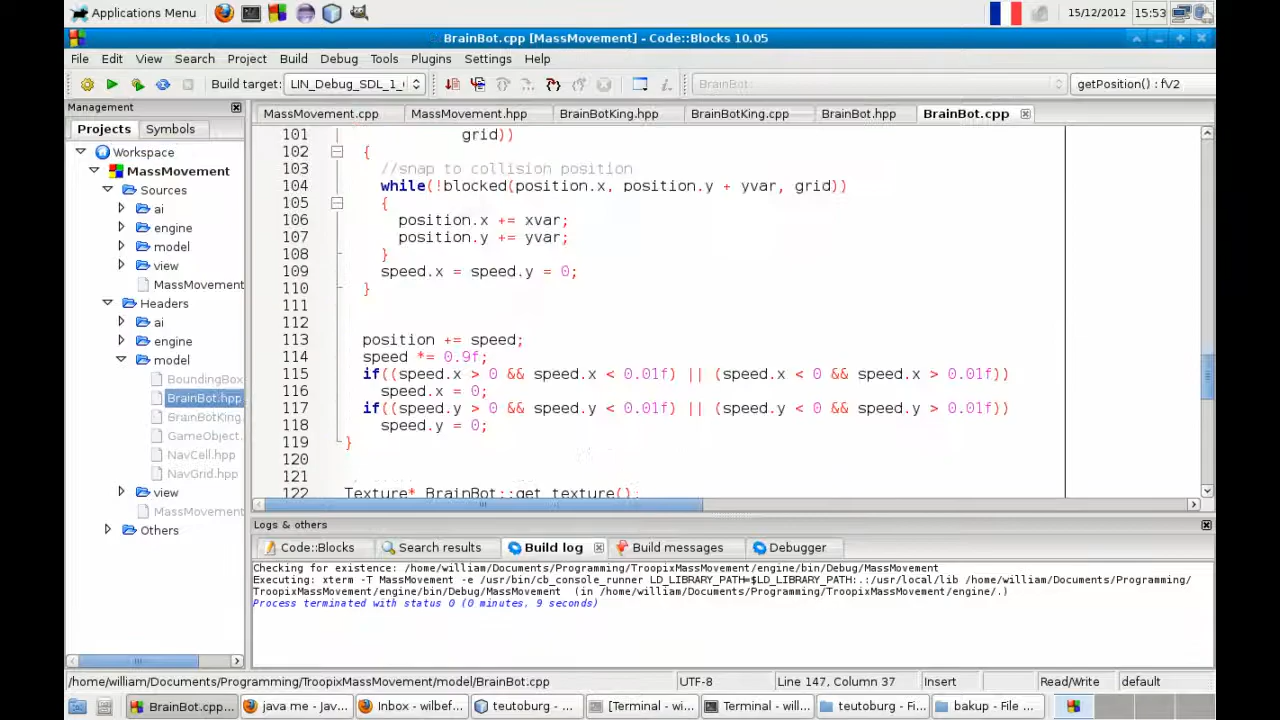 Applications Menu 15/12/2012 15:53
BrainBot.cpp [MassMovement] - Code::Blocks 10.05
File Edit View Search Project Build Debug Tools Plugins Settings Help
Build target: LIN_Debug_SDL_1_ BrainBot:: getPosition() : fV2
Management
Projects Symbols
Workspace
MassMovement
Sources
ai
engine
model
view
MassMovement
Headers
ai
engine
model
BoundingBox
BrainBot.hpp
BrainBotKing.
GameObject.
NavCell.hpp
NavGrid.hpp
view
MassMovement
Others
MassMovement.cpp MassMovement.hpp BrainBotKing.hpp BrainBotKing.cpp BrainBot.hpp BrainBot.cpp
101 grid))
102 {
103 //snap to collision position
104 while(!blocked(position.x, position.y + yvar, grid))
105 {
106 position.x += xvar;
107 position.y += yvar;
108 }
109 speed.x = speed.y = 0;
110 }
111
112
113 position += speed;
114 speed *= 0.9f;
115 if((speed.x > 0 && speed.x < 0.01f) || (speed.x < 0 && speed.x > 0.01f))
116 speed.x = 0;
117 if((speed.y > 0 && speed.y < 0.01f) || (speed.y < 0 && speed.y > 0.01f))
118 speed.y = 0;
119 }
120
121
122 Texture* BrainBot::get_texture();
Logs & others
Code::Blocks Search results Build log Build messages Debugger
Checking for existence: /home/william/Documents/Programming/TroopixMassMovement/engine/bin/Debug/MassMovement
Executing: xterm -T MassMovement -e /usr/bin/cb_console_runner LD_LIBRARY_PATH=$LD_LIBRARY_PATH:.:/usr/local/lib /home/william/Documents/Programming/
TroopixMassMovement/engine/bin/Debug/MassMovement (in /home/william/Documents/Programming/TroopixMassMovement/engine/.)
Process terminated with status 0 (0 minutes, 9 seconds)
/home/william/Documents/Programming/TroopixMassMovement/model/BrainBot.cpp UTF-8 Line 147, Column 37 Insert Read/Write default
BrainBot.cpp... java me - Jav... Inbox - wilbef... teutoburg - ... [Terminal - wi... Terminal - will... teutoburg - Fi... bakup - File ...